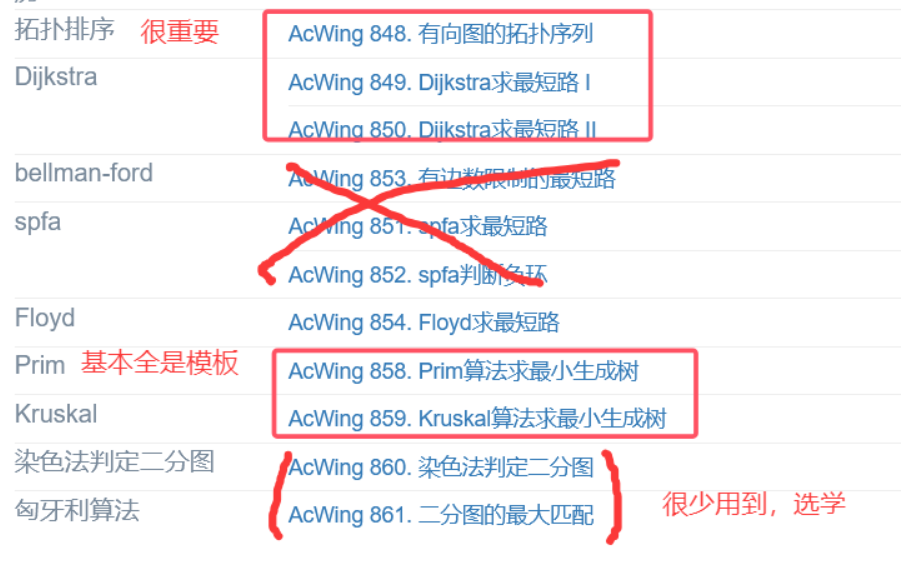 拓扑排序 很重要 AcWing 848. 有向图的拓扑序列
Dijkstra AcWing 849. Dijkstra求最短路 I
AcWing 850. Dijkstra求最短路 II
bellman-ford AcWing 853. 有边数限制的最短路
spfa AcWing 851. spfa求最短路
AcWing 852. spfa判断负环
Floyd AcWing 854. Floyd求最短路
Prim 基本全是模板 AcWing 858. Prim算法求最小生成树
Kruskal AcWing 859. Kruskal算法求最小生成树
染色法判定二分图 AcWing 860. 染色法判定二分图
匈牙利算法 AcWing 861. 二分图的最大匹配 很少用到，选学